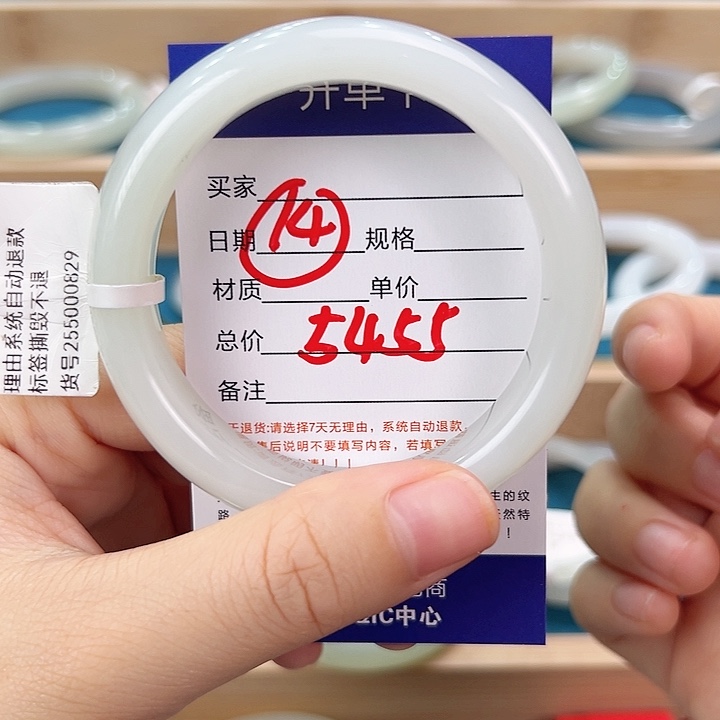 开单卡
买家
日期 14 规格
材质 单价
总价 5455
备注
退货:请选择7天无理由，系统自动退款
售后说明不要填写内容，若填写
生的纹
路
然特
！
商
IC中心
理由系统自动退款
标签撕毁不退
货号255000829